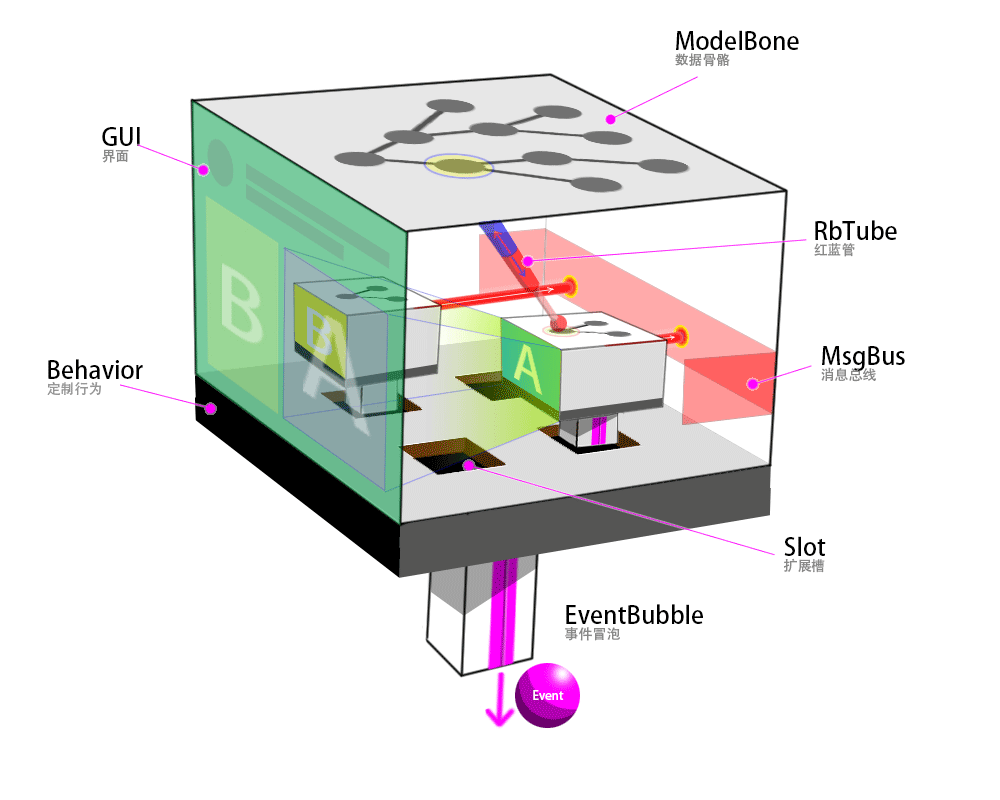 ModelBone
数据骨骼
GUI
界面
RbTube
红蓝管
B
B
A
A
MsgBus
消息总线
Behavior
定制行为
Slot
扩展槽
EventBubble
事件冒泡
Event